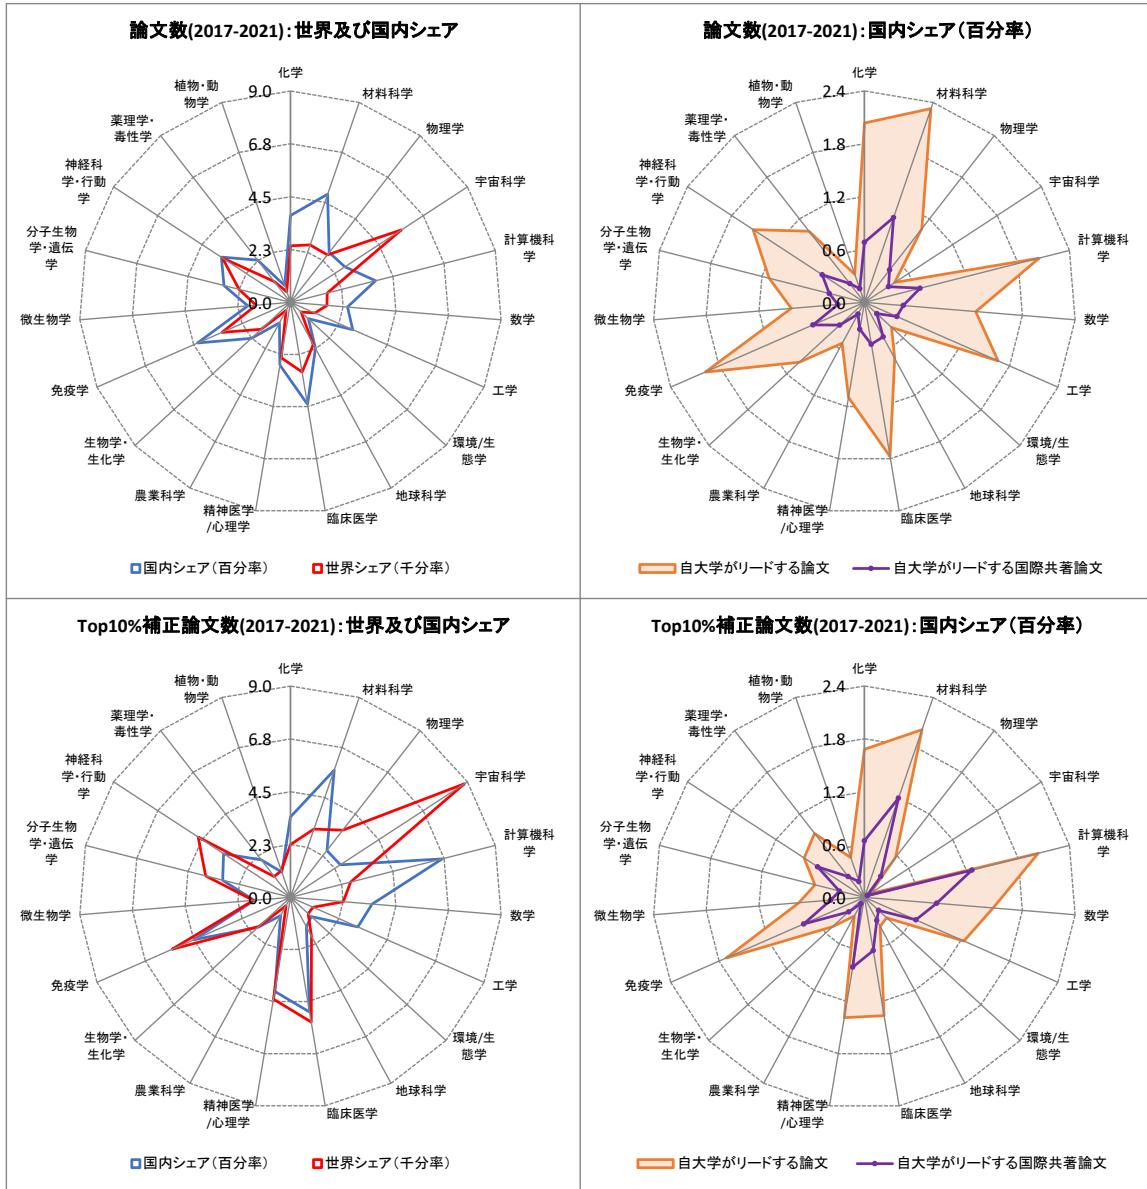 論文数(2017-2021):世界及び国内シェア
化学
材料科学
物理学
宇宙科学
計算機科
学
数学
工学
環境/生
態学
地球科学
臨床医学
精神医学
/心理学
農業科学
生物学・
生化学
免疫学
微生物学
分子生物
学・遺伝
学
神経科
学・行動
学
薬理学・
毒性学
植物・動
物学
9.0
6.8
4.5
2.3
0.0
国内シェア(百分率)
世界シェア(千分率)
論文数(2017-2021):国内シェア(百分率)
化学
材料科学
物理学
宇宙科学
計算機科
学
数学
工学
環境/生
態学
地球科学
臨床医学
精神医学
/心理学
農業科学
生物学・
生化学
免疫学
微生物学
分子生物
学・遺伝
学
神経科
学・行動
学
薬理学・
毒性学
植物・動
物学
2.4
1.8
1.2
0.6
0.0
自大学がリードする論文
自大学がリードする国際共著論文
Top10%補正論文数(2017-2021):世界及び国内シェア
化学
材料科学
物理学
宇宙科学
計算機科
学
数学
工学
環境/生
態学
地球科学
臨床医学
精神医学
/心理学
農業科学
生物学・
生化学
免疫学
微生物学
分子生物
学・遺伝
学
神経科
学・行動
学
薬理学・
毒性学
植物・動
物学
9.0
6.8
4.5
2.3
0.0
国内シェア(百分率)
世界シェア(千分率)
Top10%補正論文数(2017-2021):国内シェア(百分率)
化学
材料科学
物理学
宇宙科学
計算機科
学
数学
工学
環境/生
態学
地球科学
臨床医学
精神医学
/心理学
農業科学
生物学・
生化学
免疫学
微生物学
分子生物
学・遺伝
学
神経科
学・行動
学
薬理学・
毒性学
植物・動
物学
2.4
1.8
1.2
0.6
0.0
自大学がリードする論文
自大学がリードする国際共著論文